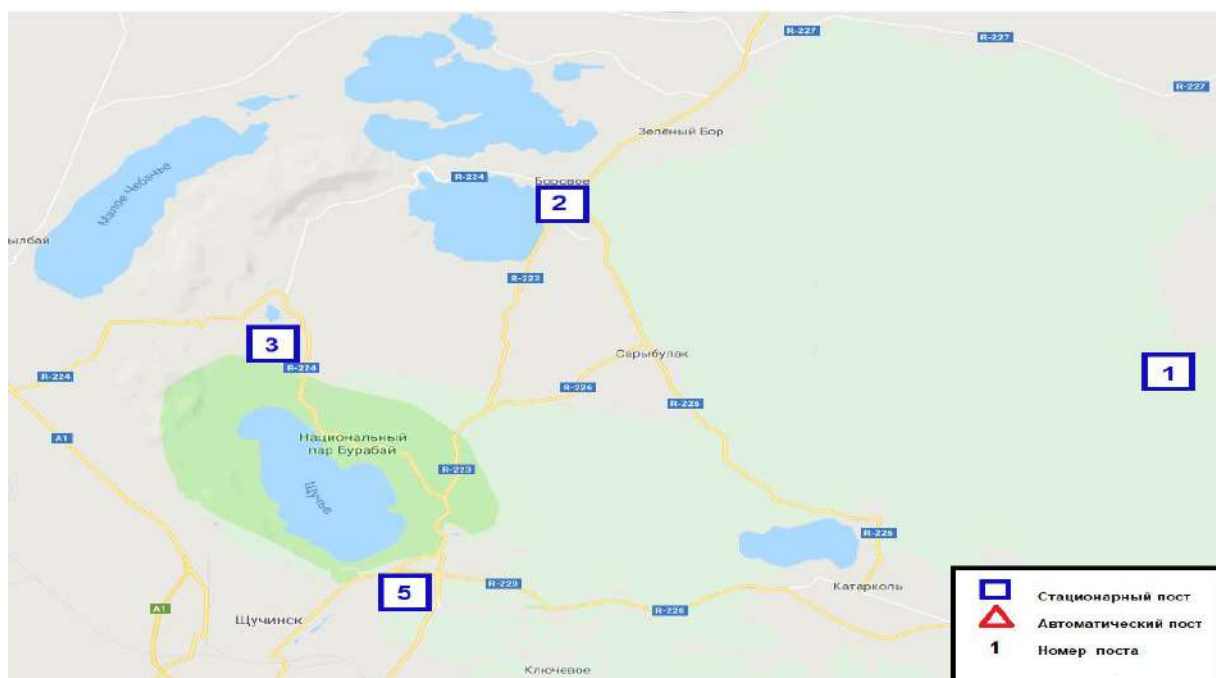 R-227
R-227
R-227
Зелёный Бор
R-224
Боровое
2
Малое Чебачье
ылбай
R-223
3
Сарыбулак
1
R-224
R-224
R-226
R-225
A1
Национальный
пар Бурабай
R-223
Щучье
R-225
5
R-220
Катарколь
A1
Щучинск
R-226
Ключевое
Стационарный пост
Автоматический пост
1 Номер поста